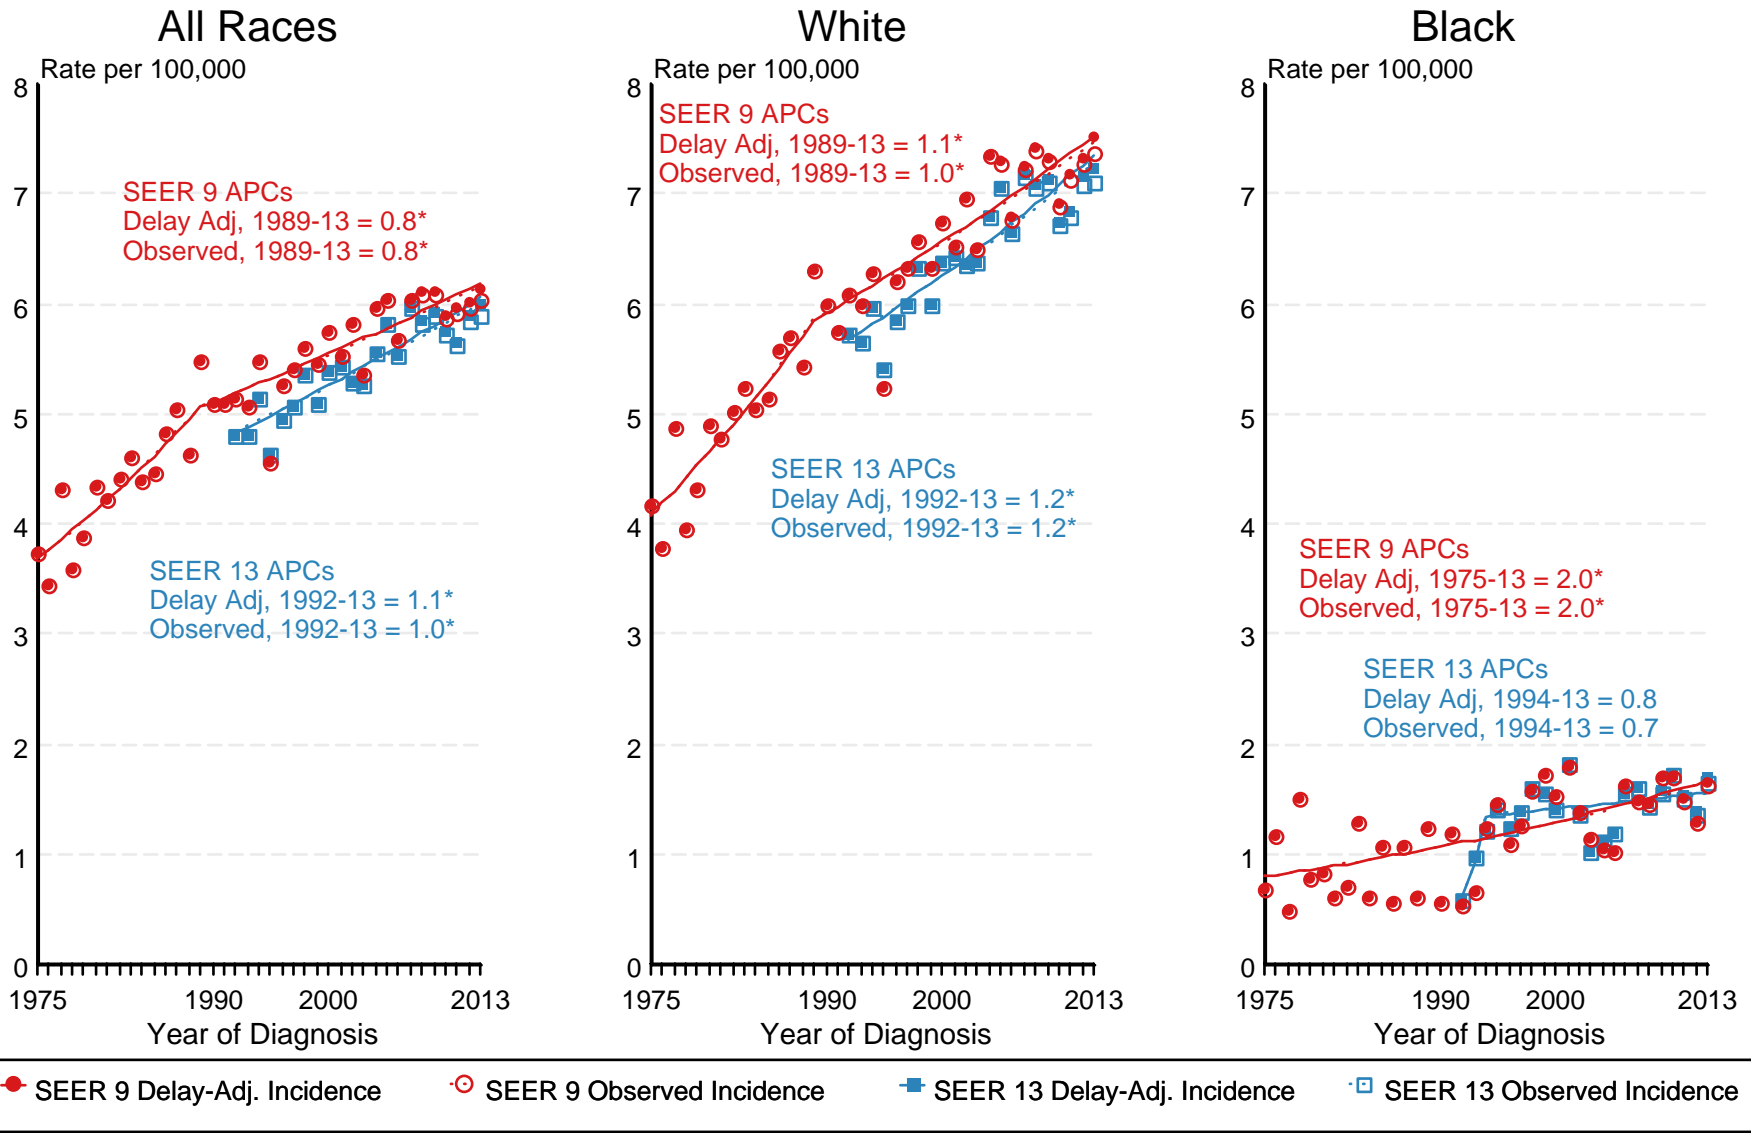 All Races
Rate per 100,000
8
7
6
5
4
3
2
1
0
SEER 9 APCs
Delay Adj, 1989-13 = 0.8*
Observed, 1989-13 = 0.8*
SEER 13 APCs
Delay Adj, 1992-13 = 1.1*
Observed, 1992-13 = 1.0*
1975 1990 2000 2013
Year of Diagnosis
White
Rate per 100,000
8
7
6
5
4
3
2
1
0
SEER 9 APCs
Delay Adj, 1989-13 = 1.1*
Observed, 1989-13 = 1.0*
SEER 13 APCs
Delay Adj, 1992-13 = 1.2*
Observed, 1992-13 = 1.2*
1975 1990 2000 2013
Year of Diagnosis
Black
Rate per 100,000
8
7
6
5
4
3
2
1
0
SEER 9 APCs
Delay Adj, 1975-13 = 2.0*
Observed, 1975-13 = 2.0*
SEER 13 APCs
Delay Adj, 1994-13 = 0.8
Observed, 1994-13 = 0.7
1975 1990 2000 2013
Year of Diagnosis
SEER 9 Delay-Adj. Incidence SEER 9 Observed Incidence SEER 13 Delay-Adj. Incidence SEER 13 Observed Incidence